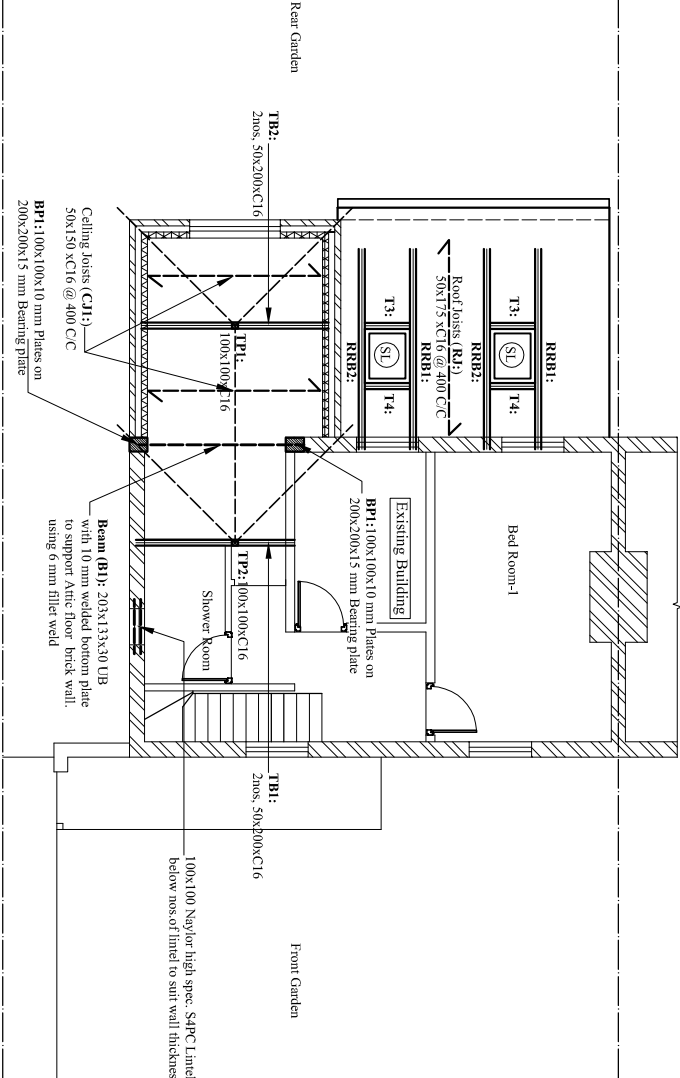 Rear Garden
TB2:
2nos, 50x200xC16
Celling Joists (CJ1:)
50x150 xC16 @ 400 C/C
BP1:100x100x10 mm Plates on
200x200x15 mm Bearing plate
TP1:
100x100xC16
Roof Joists (RJ:)
50x175 xC16 @ 400 C/C
RRB1:
RRB2:
RRB1:
RRB2:
T3:
T4:
SL
T3:
T4:
SL
BP1:100x100x10 mm Plates on
200x200x15 mm Bearing plate
Existing Building
Bed Room-1
Beam (B1): 203x133x30 UB
with 10 mm welded bottom plate
to support Attic floor brick wall.
using 6 mm fillet weld
TP2:100x100xC16
Shower Room
TB1:
2nos, 50x200xC16
100x100 Naylor high spec. S4PC Lintel
below nos.of lintel to suit wall thicknes
Front Garden